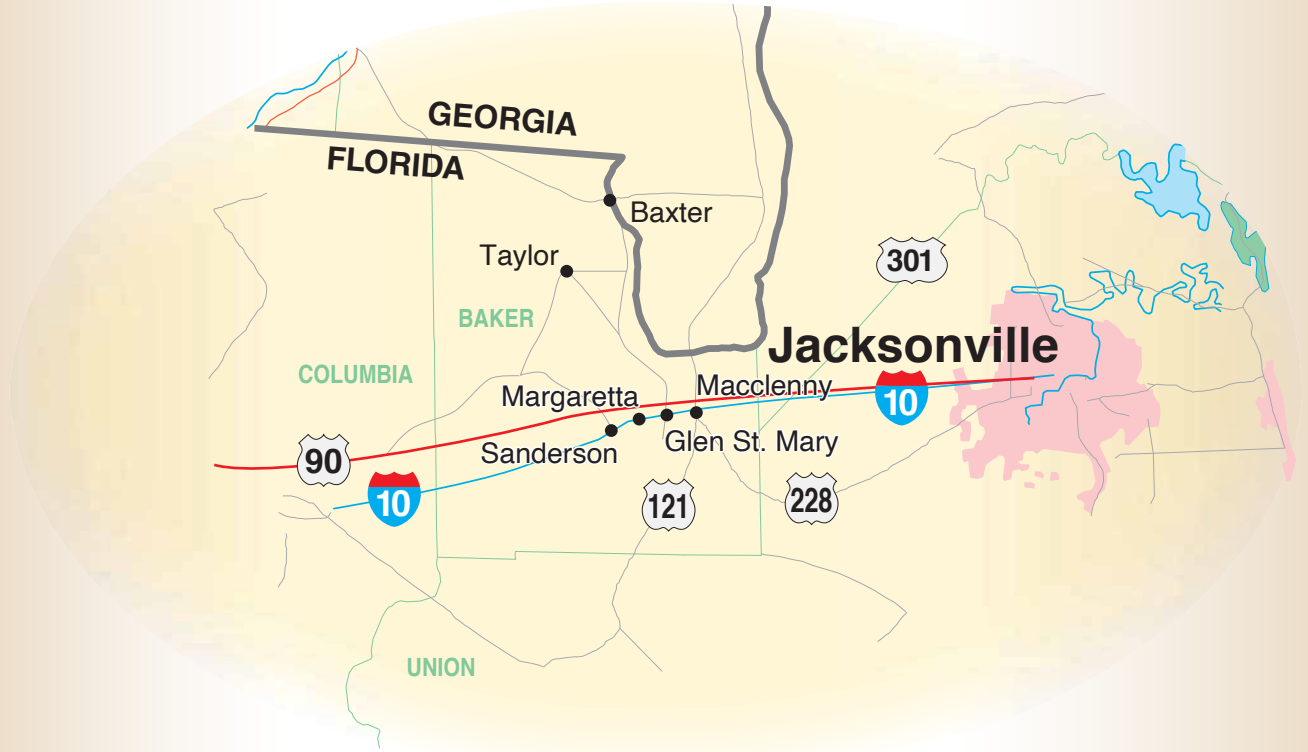 GEORGIA
FLORIDA
Baxter
Taylor
301
BAKER
Jacksonville
COLUMBIA
Margaretta
Macclenny
10
Sanderson
Glen St. Mary
90
10
121
228
UNION